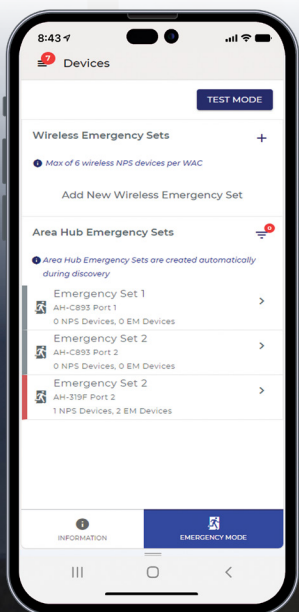 8:43
7
Devices
TEST MODE
Wireless Emergency Sets
+
i Max of 6 wireless NPS devices per WAC
Add New Wireless Emergency Set
Area Hub Emergency Sets
0
i Area Hub Emergency Sets are created automatically
during discovery
Emergency Set 1
AH-C893 Port 1
0 NPS Devices, 0 EM Devices
Emergency Set 2
AH-C893 Port 2
0 NPS Devices, 0 EM Devices
Emergency Set 2
AH-319F Port 2
1 NPS Devices, 2 EM Devices
i
INFORMATION
EMERGENCY MODE